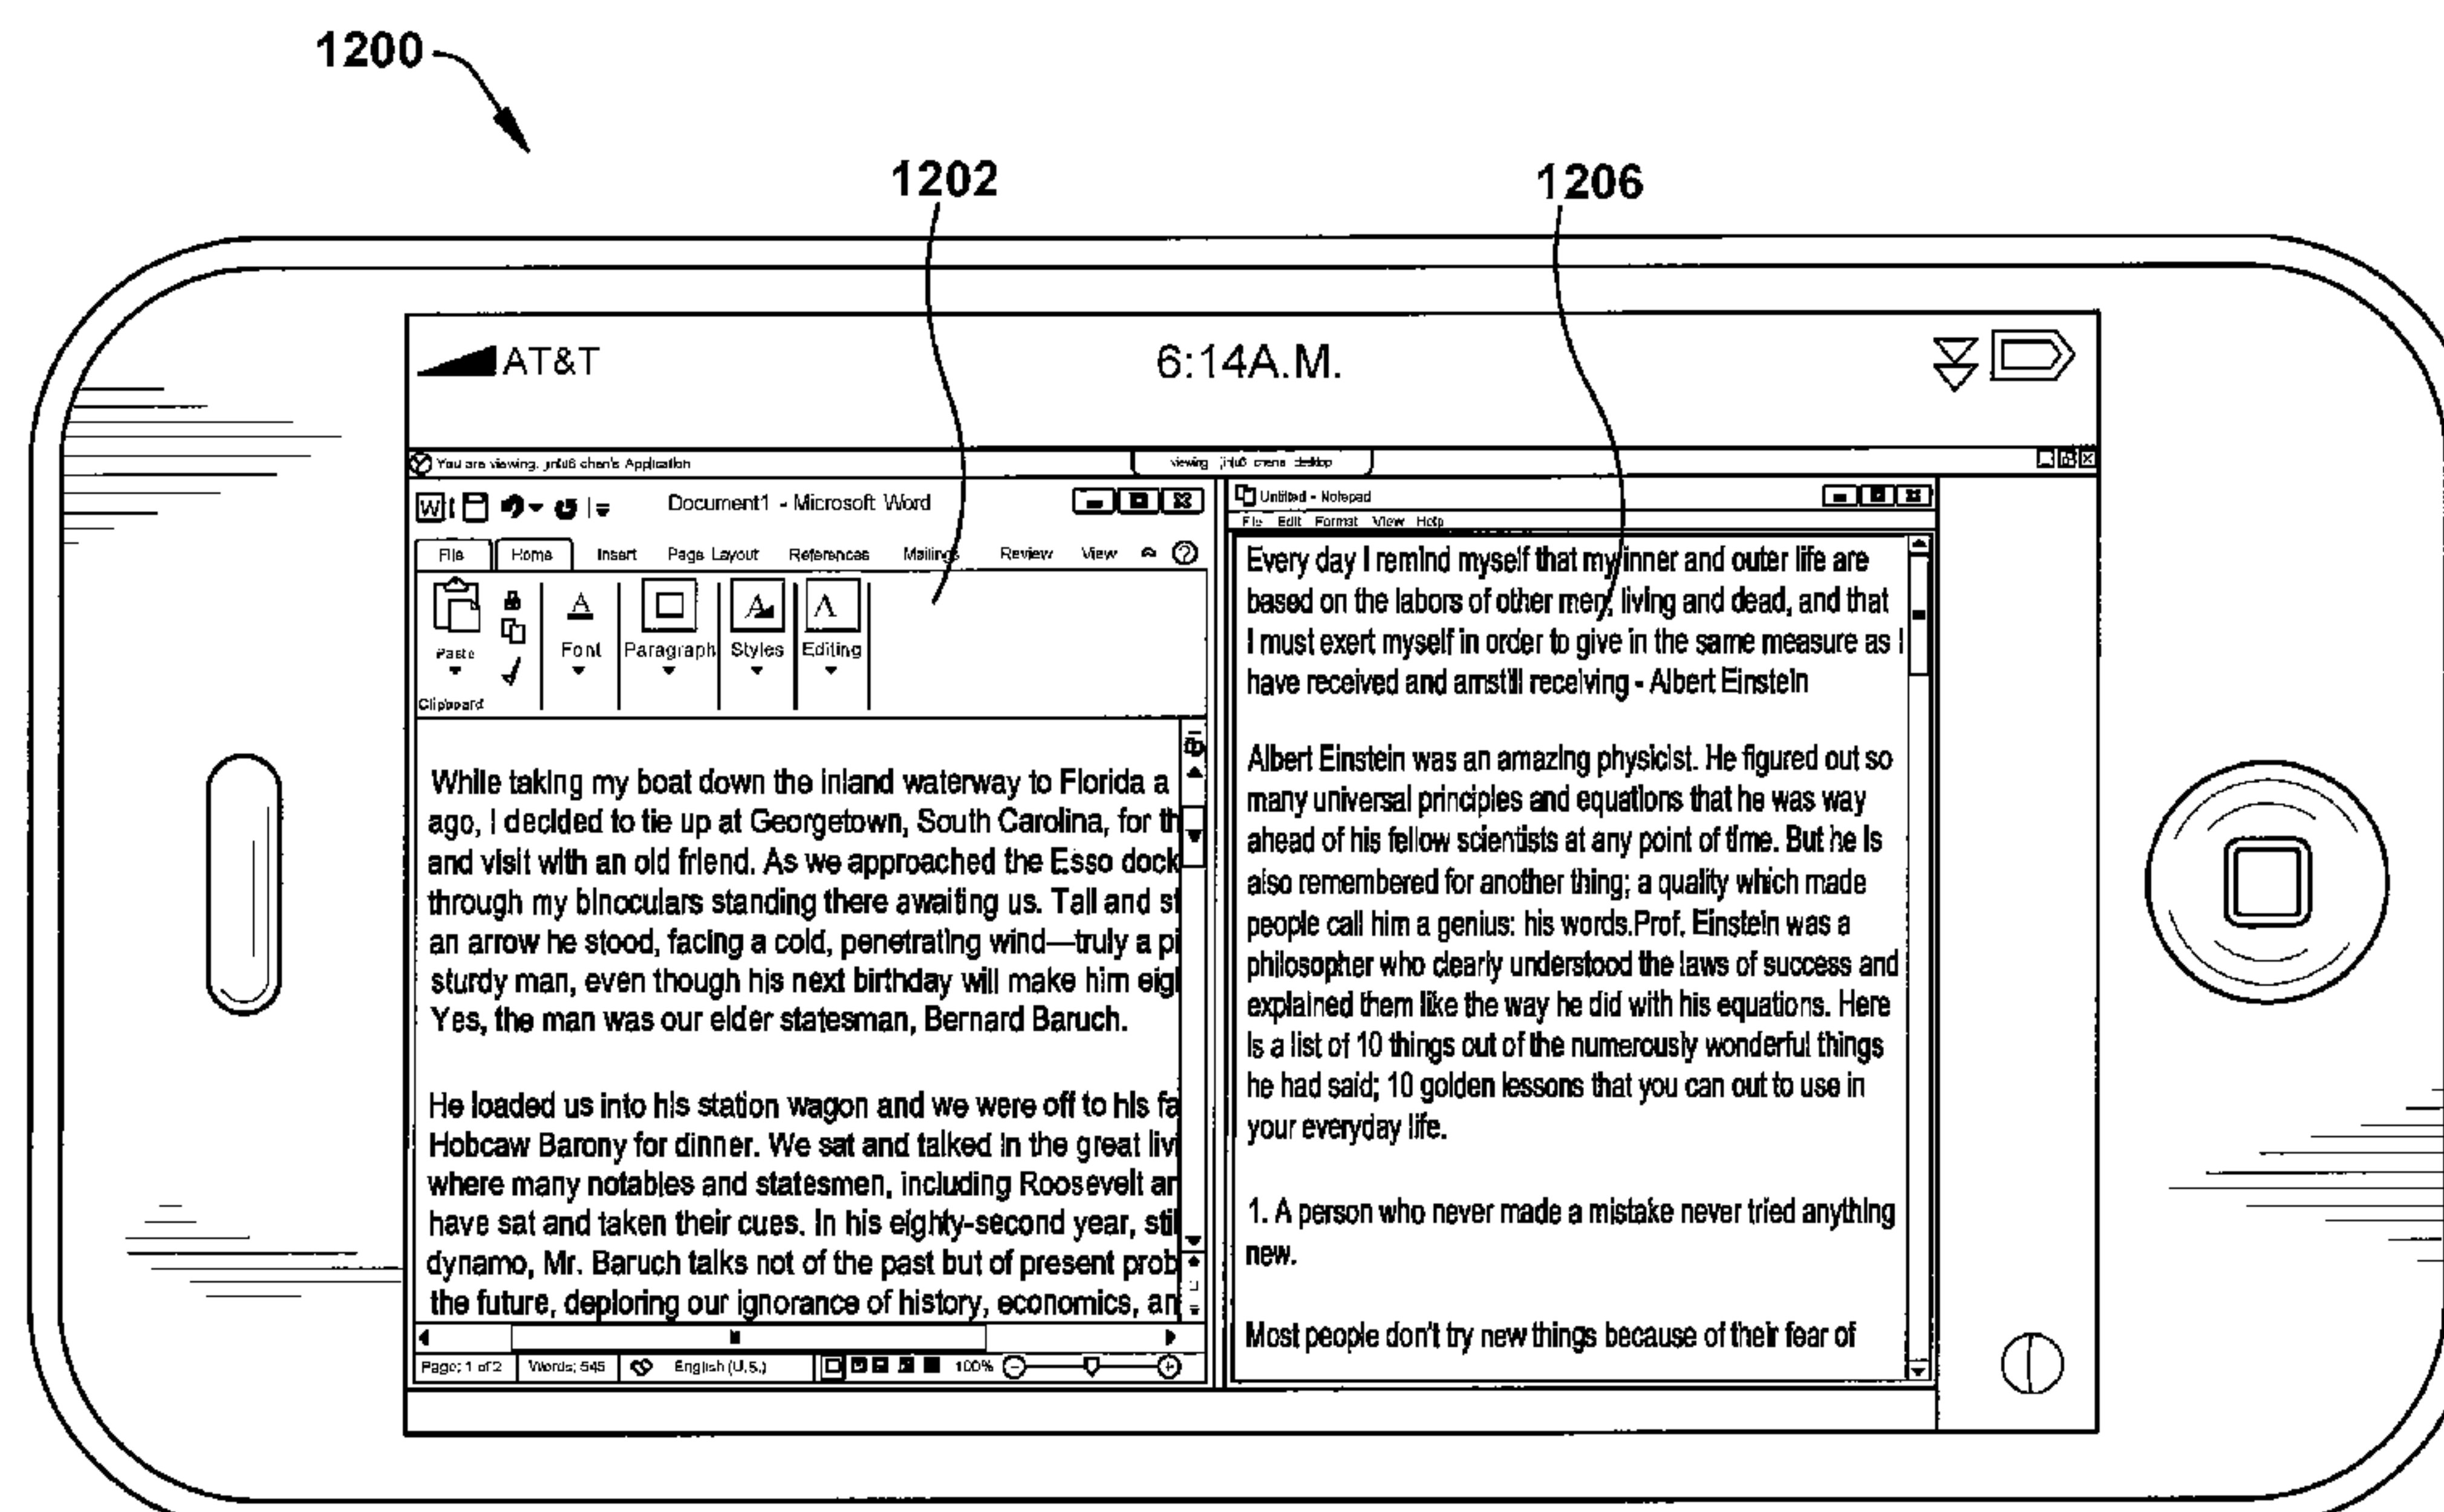 1200
1202
1206
AT&T
6:14A.M.
You are viewing. chen's Application
viewing desktop
Document1 - Microsoft Word
File Home Insert Page Layout References Mailings Review View
Paste
Font
Paragraph
Styles
Editing
Clipboard
While taking my boat down the inland waterway to Florida a
ago, I decided to tie up at Georgetown, South Carolina, for th
and visit with an old friend. As we approached the Esso dock
through my binoculars standing there awaiting us. Tall and st
an arrow he stood, facing a cold, penetrating wind—truly a pi
sturdy man, even though his next birthday will make him eigh
Yes, the man was our elder statesman, Bernard Baruch.
He loaded us into his station wagon and we were off to his fa
Hobcaw Barony for dinner. We sat and talked in the great livi
where many notables and statesmen, including Roosevelt an
have sat and taken their cues. In his eighty-second year, stil
dynamo, Mr. Baruch talks not of the past but of present prob
the future, deploring our ignorance of history, economics, an
Page; 1 of 2 Words; 545 English (U.S.) 100%
Untitled - Notepad
File Edit Format View Help
Every day I remind myself that my inner and outer life are
based on the labors of other men, living and dead, and that
I must exert myself in order to give in the same measure as I
have received and amstill receiving - Albert Einstein
Albert Einstein was an amazing physicist. He figured out so
many universal principles and equations that he was way
ahead of his fellow scientists at any point of time. But he is
also remembered for another thing; a quality which made
people call him a genius: his words.Prof. Einstein was a
philosopher who clearly understood the laws of success and
explained them like the way he did with his equations. Here
is a list of 10 things out of the numerously wonderful things
he had said; 10 golden lessons that you can out to use in
your everyday life.
1. A person who never made a mistake never tried anything
new.
Most people don't try new things because of their fear of